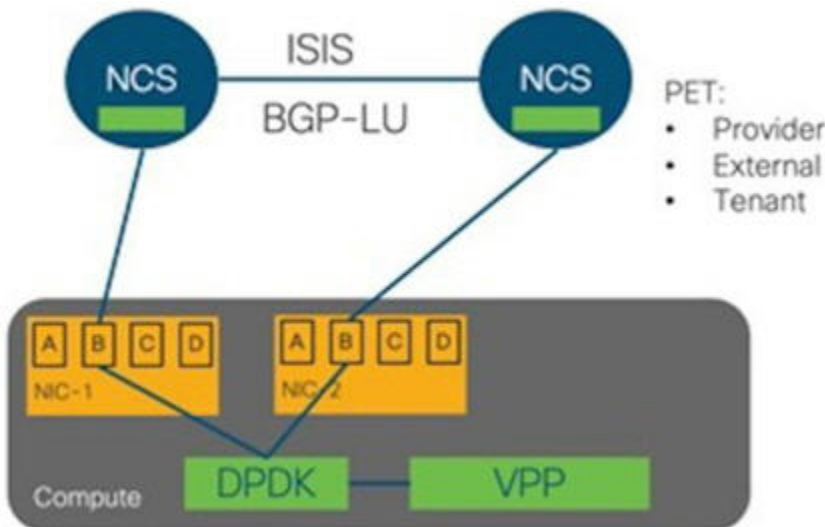 NCS
ISIS
NCS
BGP-LU
PET:
• Provider
• External
• Tenant
A B C D
NIC-1
A B C D
NIC-2
DPDK
VPP
Compute